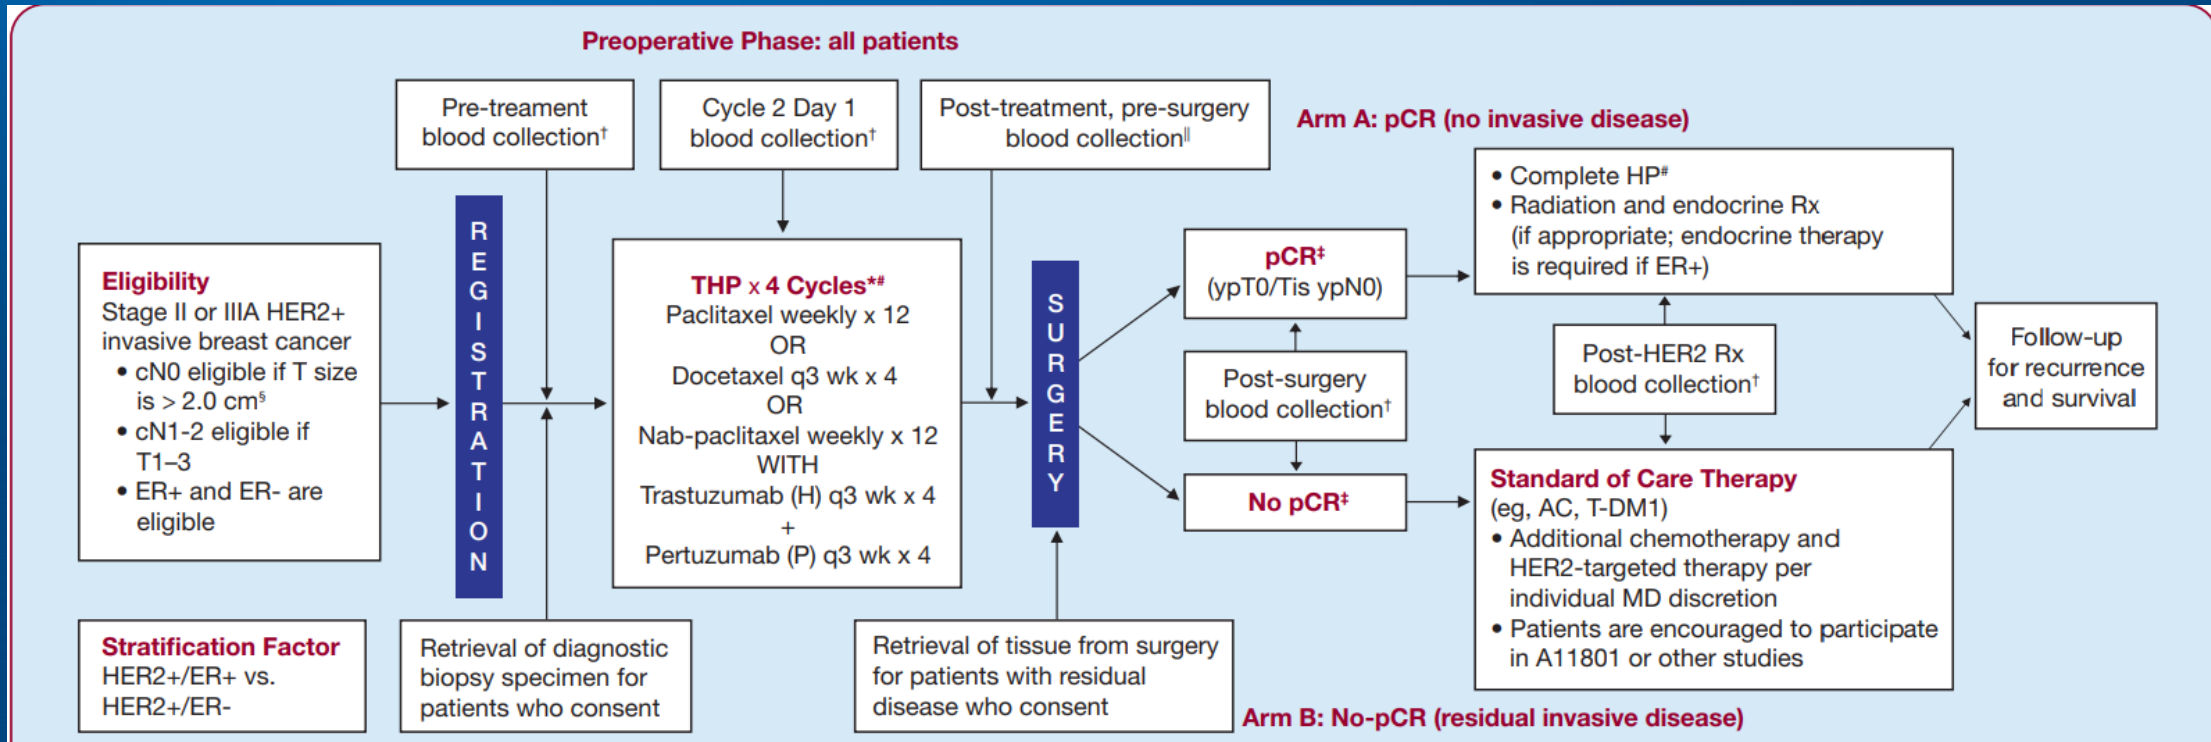 Preoperative Phase: all patients
Pre-treament
blood collection†
Cycle 2 Day 1
blood collection†
Post-treatment, pre-surgery
blood collection||
Arm A: pCR (no invasive disease)
Eligibility
Stage II or IIIA HER2+
invasive breast cancer
• cN0 eligible if T size
is > 2.0 cm§
• cN1-2 eligible if
T1–3
• ER+ and ER- are
eligible
Stratification Factor
HER2+/ER+ vs.
HER2+/ER-
REGISTRATION
Retrieval of diagnostic
biopsy specimen for
patients who consent
THP x 4 Cycles*#
Paclitaxel weekly x 12
OR
Docetaxel q3 wk x 4
OR
Nab-paclitaxel weekly x 12
WITH
Trastuzumab (H) q3 wk x 4
+
Pertuzumab (P) q3 wk x 4
Retrieval of tissue from surgery
for patients with residual
disease who consent
SURGERY
pCR‡
(ypT0/Tis ypN0)
Post-surgery
blood collection†
No pCR‡
• Complete HP#
• Radiation and endocrine Rx
(if appropriate; endocrine therapy
is required if ER+)
Post-HER2 Rx
blood collection†
Standard of Care Therapy
(eg, AC, T-DM1)
• Additional chemotherapy and
HER2-targeted therapy per
individual MD discretion
• Patients are encouraged to participate
in A11801 or other studies
Follow-up
for recurrence
and survival
Arm B: No-pCR (residual invasive disease)